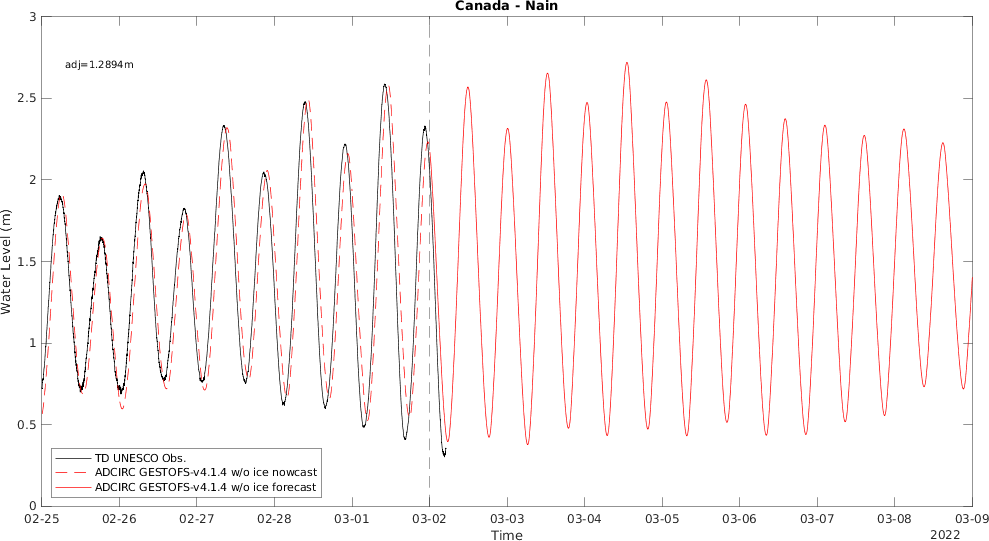 Canada - Nain
3
adj=1.2894m
2.5
2
Water Level (m)
1.5
1
0.5
TD UNESCO Obs.
ADCIRC GESTOFS-v4.1.4 w/o ice nowcast
ADCIRC GESTOFS-v4.1.4 w/o ice forecast
0
02-25 02-26 02-27 02-28 03-01 03-02 03-03 03-04 03-05 03-06 03-07 03-08 03-09
Time
2022